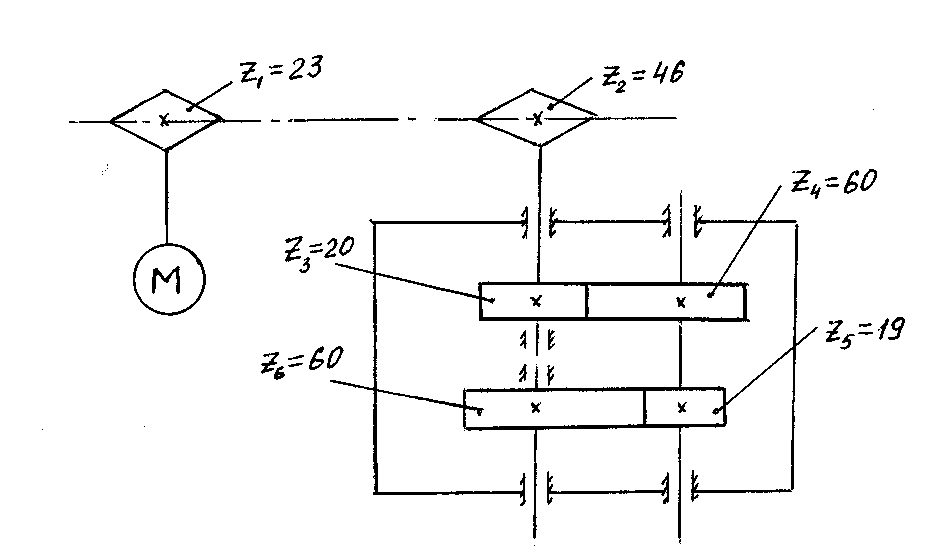 Z₁=23
Z₂=46
Z₄=60
Z₃=20
Z₅=19
Z₆=60
M